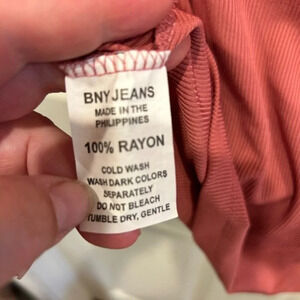 BNY JEANS
MADE IN THE
PHILIPPINES
100% RAYON
COLD WASH
WASH DARK COLORS
SEPARATELY
DO NOT BLEACH
TUMBLE DRY, GENTLE